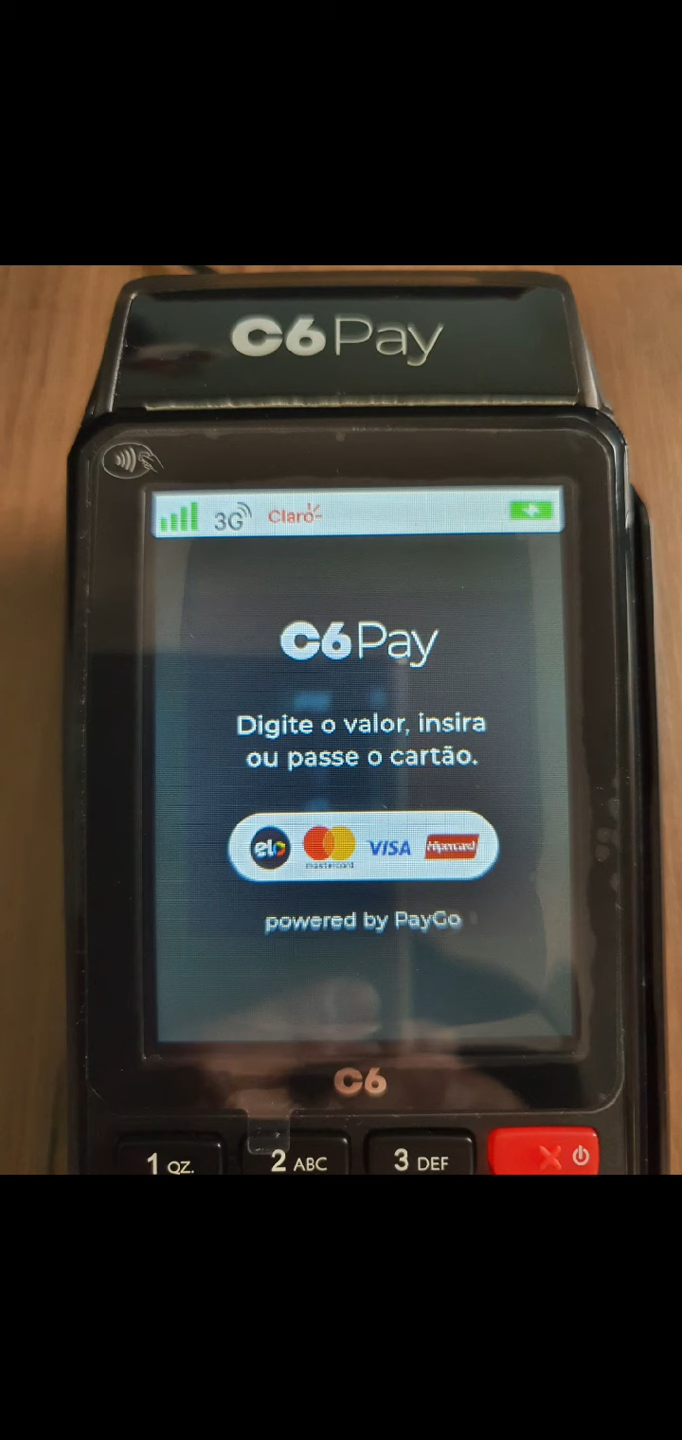 C6 Pay
3G Claro
C6 Pay
Digite o valor, insira
ou passe o cartão.
elo mastercard VISA Hipercard
powered by PayGo
C6
1 QZ. 2 ABC 3 DEF